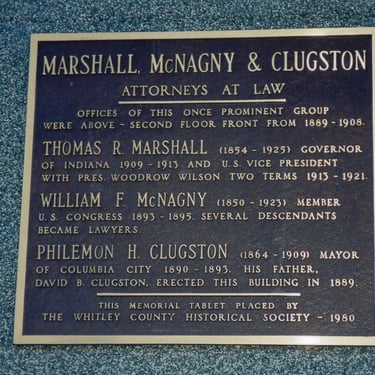 MARSHALL, McNAGNY & CLUGSTON
ATTORNEYS AT LAW
OFFICES OF THIS ONCE PROMINENT GROUP
WERE ABOVE - SECOND FLOOR FRONT FROM 1889-1908.
THOMAS R. MARSHALL (1854 - 1925) GOVERNOR
OF INDIANA 1909 - 1913 AND U.S. VICE PRESIDENT
WITH PRES. WOODROW WILSON TWO TERMS 1913 - 1921.
WILLIAM F. McNAGNY (1850 - 1923) MEMBER
U.S. CONGRESS 1893 - 1895. SEVERAL DESCENDANTS
BECAME LAWYERS.
PHILEMON H. CLUGSTON (1864 - 1909) MAYOR
OF COLUMBIA CITY 1890 - 1893. HIS FATHER,
DAVID B. CLUGSTON, ERECTED THIS BUILDING IN 1889.
THIS MEMORIAL TABLET PLACED BY
THE WHITLEY COUNTY HISTORICAL SOCIETY - 1980